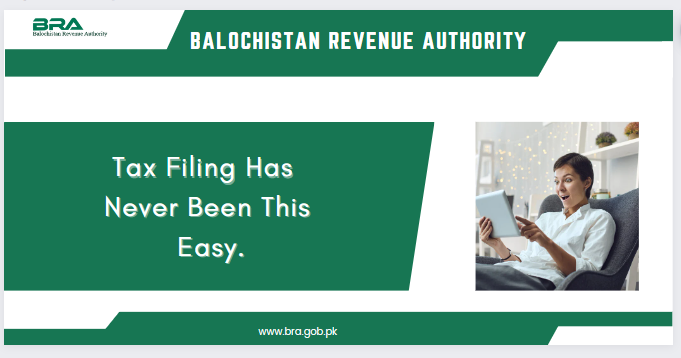 BRA
Balochistan Revenue Authority
BALOCHISTAN REVENUE AUTHORITY
Tax Filing Has
Never Been This
Easy.
www.bra.gob.pk